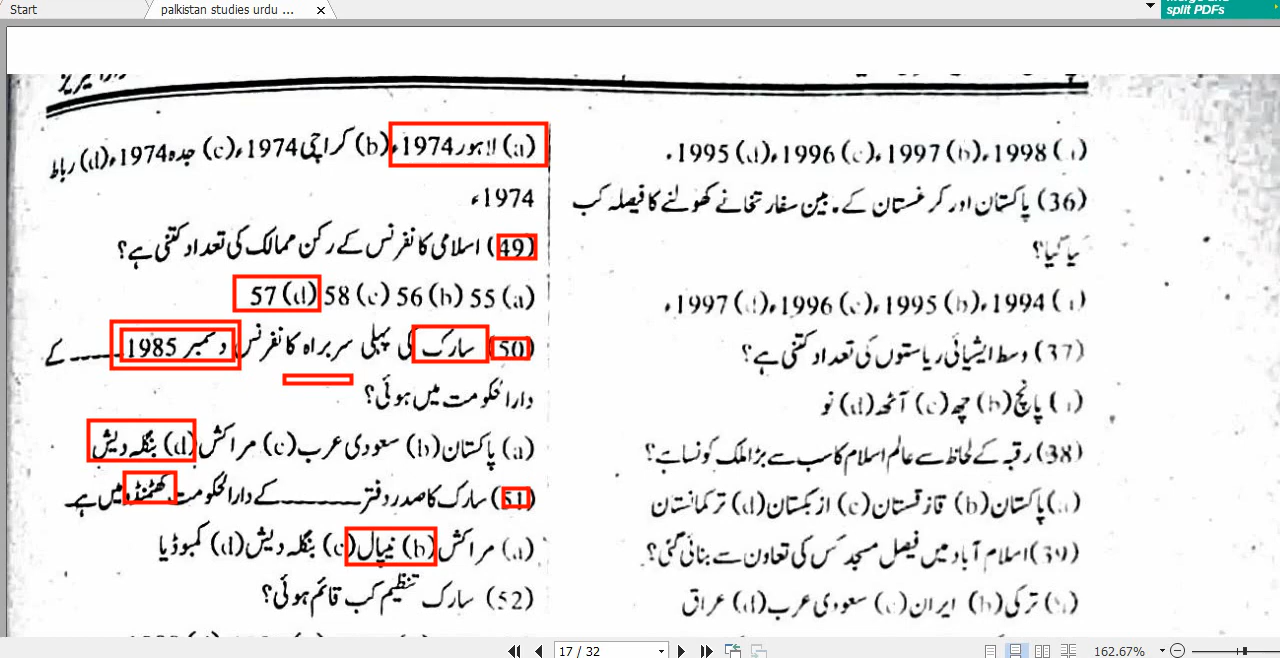 Start
palkistan studies urdu ...
split PDFs
1998 (b)، 1997 (c)، 1996 (d)، 1995ء
(36) پاکستان اور کرغستان کے مبین سفارتخانے کھولنے کا فیصلہ کب
کیا گیا؟
1994ء (b) 1995ء (c) 1996ء (d) 1997ء
(37) وسط ایشیائی ریاستوں کی تعداد کتنی ہے؟
پانچ (b) چھ (c) آٹھ (d) نو
(38) رقبہ کے لحاظ سے عالم اسلام کا سب سے بڑا ملک کونسا ہے؟
(a) پاکستان (b) قازقستان (c) ازبکستان (d) ترکمانستان
(39) اسلام آباد میں فیصل مسجد کس کی تعاون سے بنائی گئی؟
(a) ترکی (b) ایران (c) سعودی عرب (d) عراق
(a) لاہور 1974ء (b) کراچی 1974ء (c) جدہ 1974ء (d) رباط
1974ء
(49) اسلامی کانفرنس کے رکن ممالک کی تعداد کتنی ہے؟
(a) 55 (b) 56 (c) 58 (d) 57
(50) سارک کی پہلی سربراہ کانفرنس دسمبر 1985 ____ کے
دارالحکومت میں ہوئی؟
(a) پاکستان (b) سعودی عرب (c) مراکش (d) بنگلہ دیش
(51) سارک کا صدر دفتر ____ کے دارالحکومت کھٹمنڈو میں ہے
(a) مراکش (b) نیپال (c) بنگلہ دیش (d) کمبوڈیا
(52) سارک تنظیم کب قائم ہوئی؟
17 / 32
162.67%